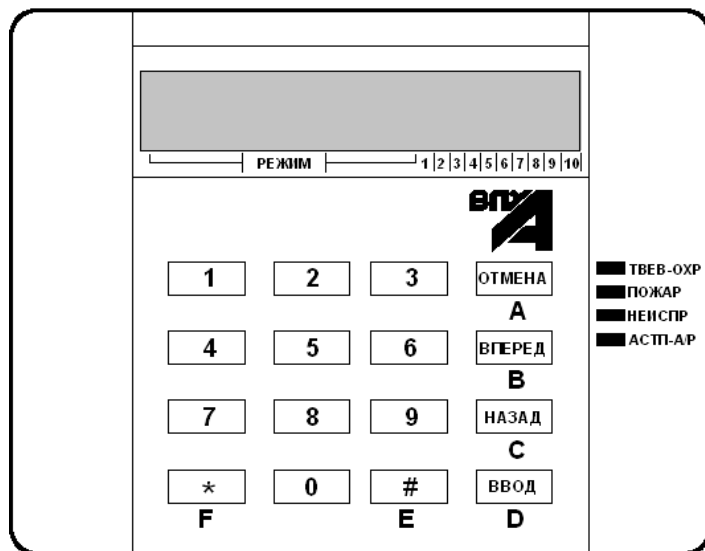 РЕЖИМ 1 2 3 4 5 6 7 8 9 10
ВПХ А
1 2 3 ОТМЕНА
A
4 5 6 ВПЕРЕД
B
7 8 9 НАЗАД
C
* 0 # ВВОД
F E D
ТВЕВ-ОХР
ПОЖАР
НЕИСПР
АСТП-А/Р